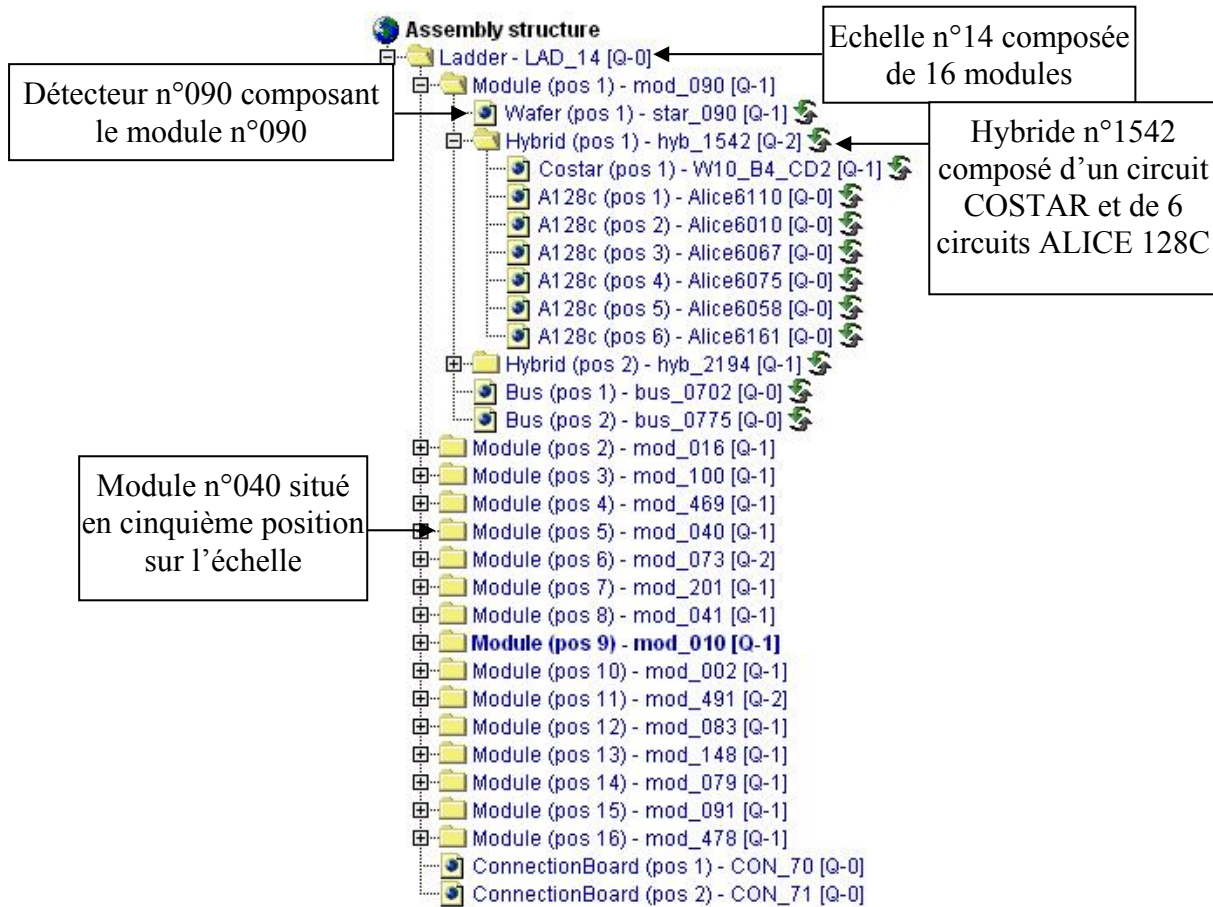 Assembly structure
Ladder - LAD_14 [Q-0]
Echelle n°14 composée
de 16 modules
Module (pos 1) - mod_090 [Q-1]
Détecteur n°090 composant
le module n°090
Wafer (pos 1) - star_090 [Q-1]
Hybrid (pos 1) - hyb_1542 [Q-2]
Hybride n°1542
composé d'un circuit
COSTAR et de 6
circuits ALICE 128C
Costar (pos 1) - W10_B4_CD2 [Q-1]
A128c (pos 1) - Alice6110 [Q-0]
A128c (pos 2) - Alice6010 [Q-0]
A128c (pos 3) - Alice6067 [Q-0]
A128c (pos 4) - Alice6075 [Q-0]
A128c (pos 5) - Alice6058 [Q-0]
A128c (pos 6) - Alice6161 [Q-0]
Hybrid (pos 2) - hyb_2194 [Q-1]
Bus (pos 1) - bus_0702 [Q-0]
Bus (pos 2) - bus_0775 [Q-0]
Module (pos 2) - mod_016 [Q-1]
Module (pos 3) - mod_100 [Q-1]
Module (pos 4) - mod_469 [Q-1]
Module n°040 situé
en cinquième position
sur l'échelle
Module (pos 5) - mod_040 [Q-1]
Module (pos 6) - mod_073 [Q-2]
Module (pos 7) - mod_201 [Q-1]
Module (pos 8) - mod_041 [Q-1]
Module (pos 9) - mod_010 [Q-1]
Module (pos 10) - mod_002 [Q-1]
Module (pos 11) - mod_491 [Q-2]
Module (pos 12) - mod_083 [Q-1]
Module (pos 13) - mod_148 [Q-1]
Module (pos 14) - mod_079 [Q-1]
Module (pos 15) - mod_091 [Q-1]
Module (pos 16) - mod_478 [Q-1]
ConnectionBoard (pos 1) - CON_70 [Q-0]
ConnectionBoard (pos 2) - CON_71 [Q-0]